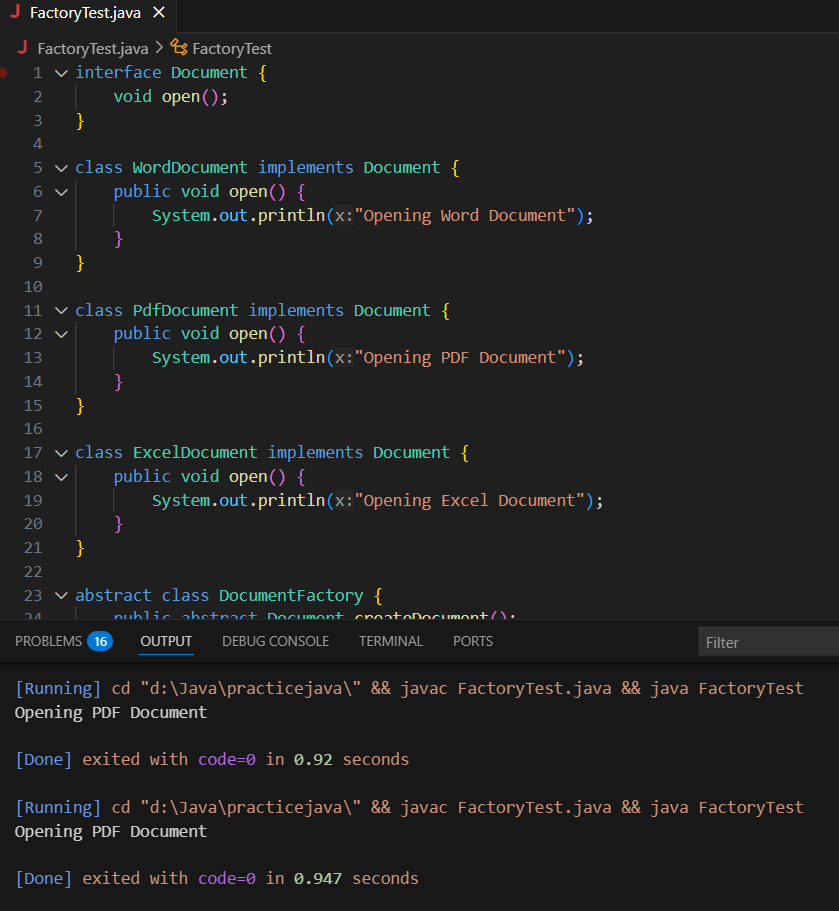 FactoryTest.java ×
FactoryTest.java > FactoryTest
1 interface Document {
2     void open();
3 }
4
5 class WordDocument implements Document {
6     public void open() {
7         System.out.println(x:"Opening Word Document");
8     }
9 }
10
11 class PdfDocument implements Document {
12     public void open() {
13         System.out.println(x:"Opening PDF Document");
14     }
15 }
16
17 class ExcelDocument implements Document {
18     public void open() {
19         System.out.println(x:"Opening Excel Document");
20     }
21 }
22
23 abstract class DocumentFactory {
24     public abstract Document createDocument();
PROBLEMS 16 OUTPUT DEBUG CONSOLE TERMINAL PORTS Filter
[Running] cd "d:\Java\practicejava\" && javac FactoryTest.java && java FactoryTest
Opening PDF Document
[Done] exited with code=0 in 0.92 seconds
[Running] cd "d:\Java\practicejava\" && javac FactoryTest.java && java FactoryTest
Opening PDF Document
[Done] exited with code=0 in 0.947 seconds